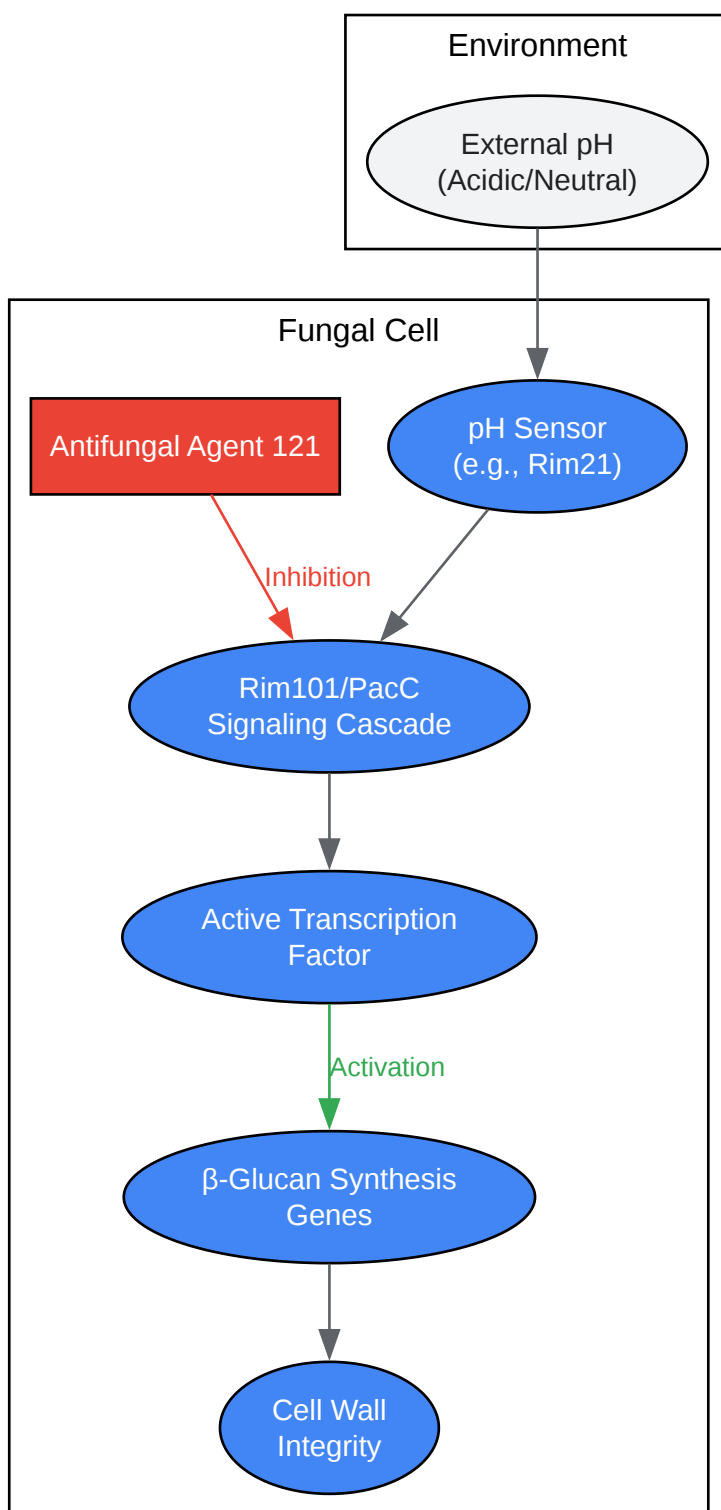 Environment
External pH
(Acidic/Neutral)
Fungal Cell
Antifungal Agent 121
pH Sensor
(e.g., Rim21)
Inhibition
Rim101/PacC
Signaling Cascade
Active Transcription
Factor
Activation
β-Glucan Synthesis
Genes
Cell Wall
Integrity